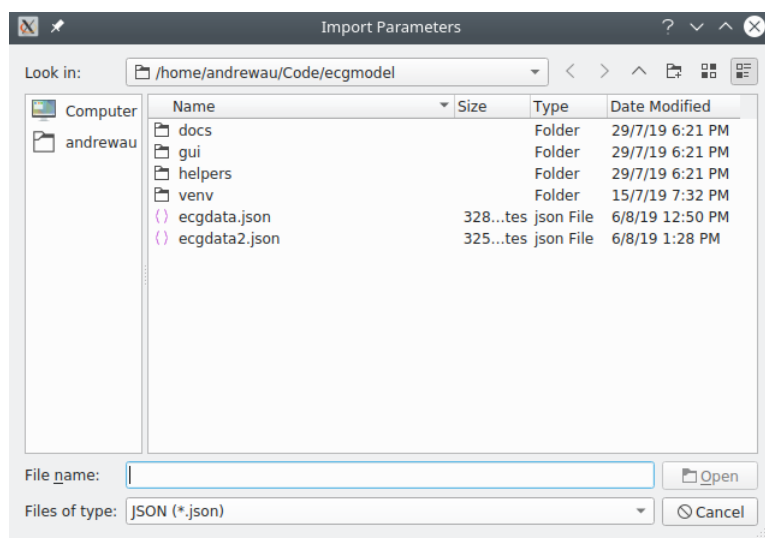 Import Parameters
Look in: /home/andrewau/Code/ecgmodel
Computer
andrewau
Name Size Type Date Modified
docs Folder 29/7/19 6:21 PM
gui Folder 29/7/19 6:21 PM
helpers Folder 29/7/19 6:21 PM
venv Folder 15/7/19 7:32 PM
ecgdata.json 328...tes json File 6/8/19 12:50 PM
ecgdata2.json 325...tes json File 6/8/19 1:28 PM
File name: Open
Files of type: JSON (*.json) Cancel